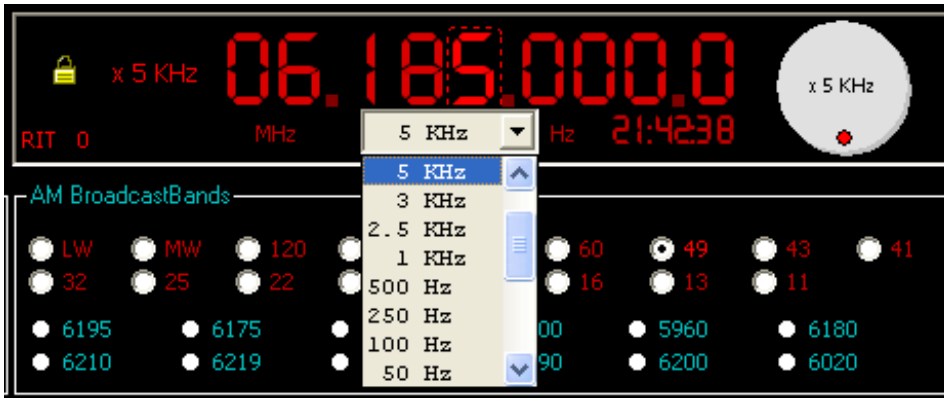 x 5 KHz 06.185.000.0 x 5 KHz
RIT 0 MHz 5 KHz Hz 21:42:38
5 KHz
AM BroadcastBands
3 KHz
LW MW 120 2.5 KHz 60 49 43 41
1 KHz
32 25 22 500 Hz 16 13 11
250 Hz
6195 6175 00 5960 6180
100 Hz
6210 6219 90 6200 6020
50 Hz